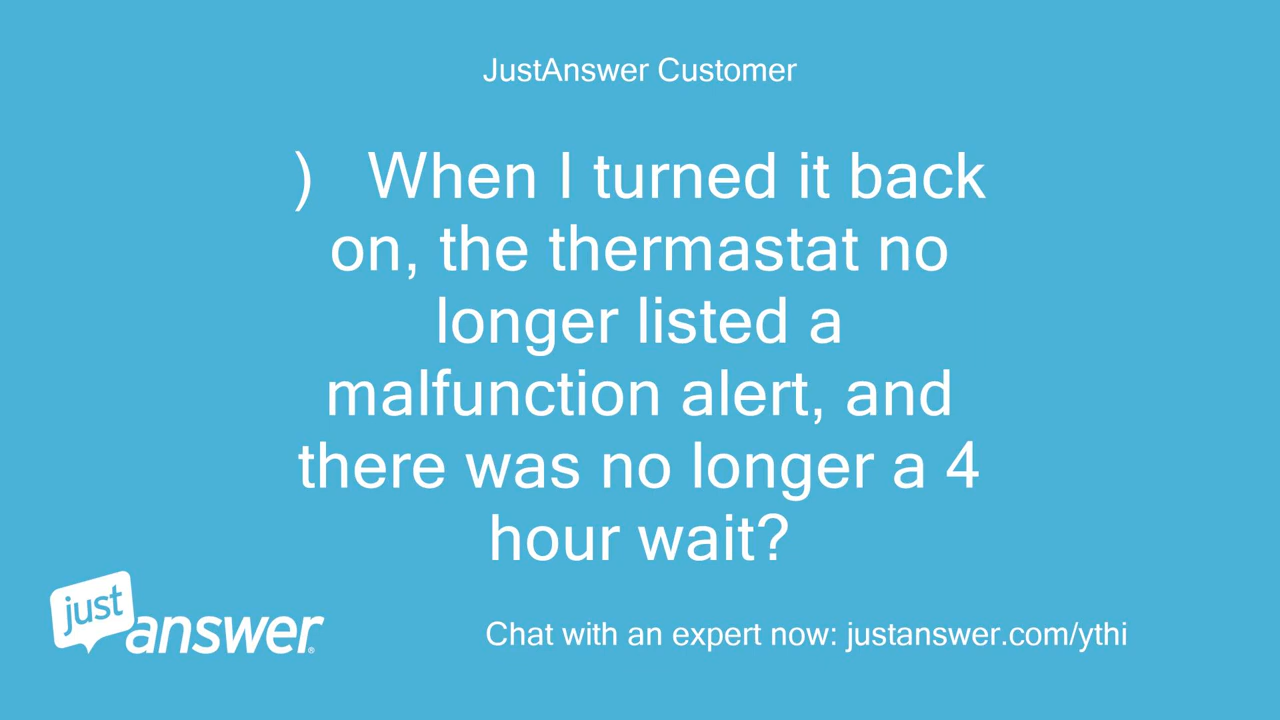 JustAnswer Customer
) When I turned it back
on, the thermastat no
longer listed a
malfunction alert, and
there was no longer a 4
hour wait?
just
answer®
Chat with an expert now: justanswer.com/ythi